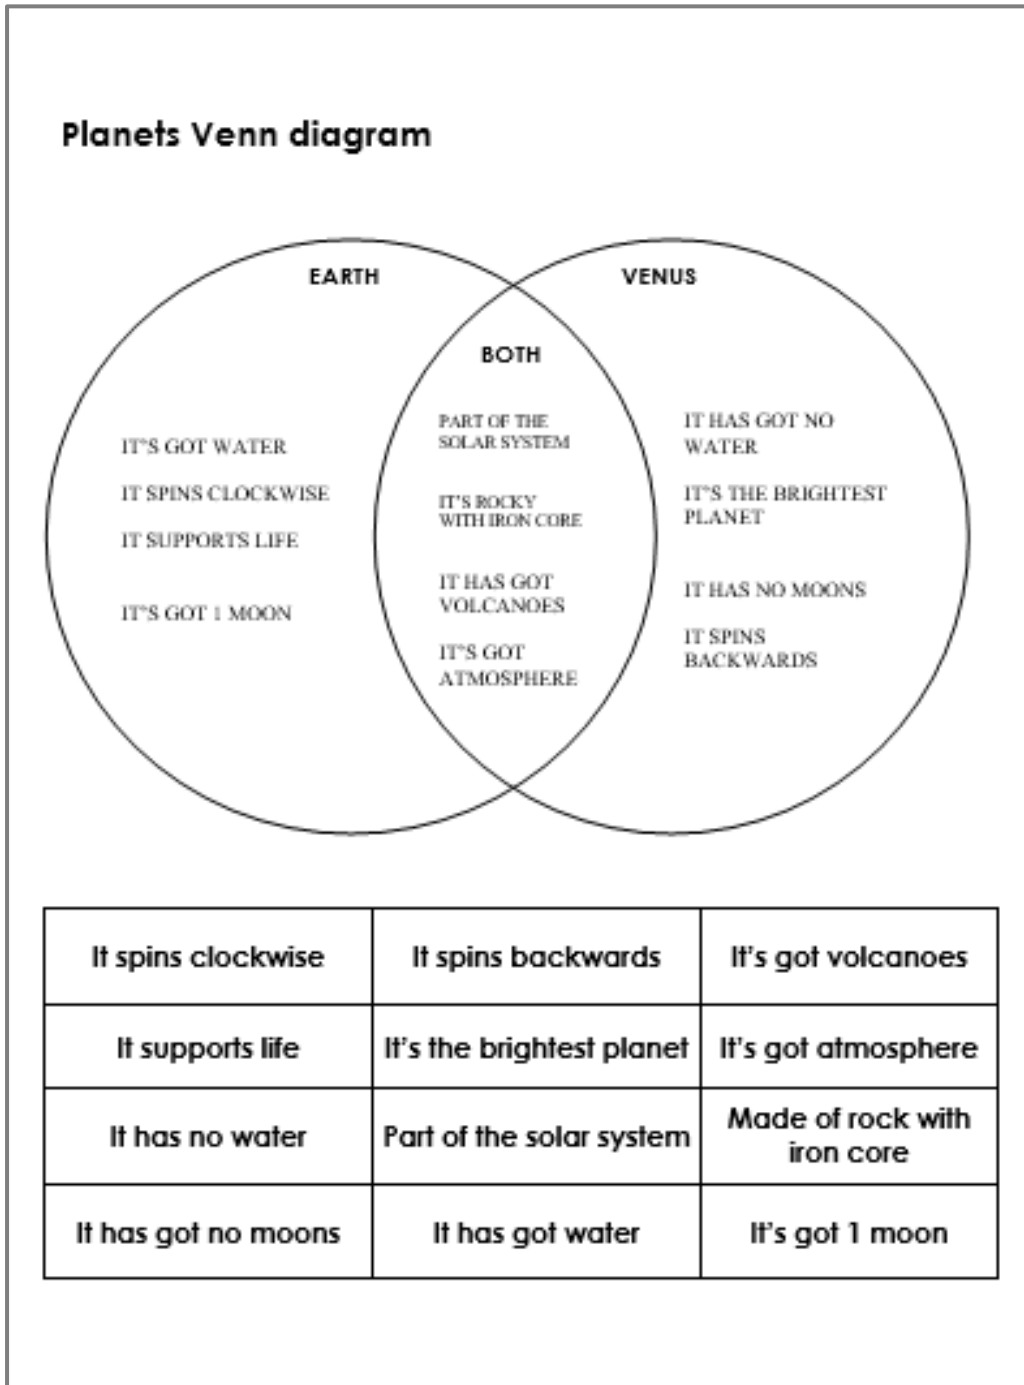 Planets Venn diagram
EARTH
VENUS
BOTH
IT'S GOT WATER
IT SPINS CLOCKWISE
IT SUPPORTS LIFE
IT'S GOT 1 MOON
PART OF THE
SOLAR SYSTEM
IT'S ROCKY
WITH IRON CORE
IT HAS GOT
VOLCANOES
IT'S GOT
ATMOSPHERE
IT HAS GOT NO
WATER
IT'S THE BRIGHTEST
PLANET
IT HAS NO MOONS
IT SPINS
BACKWARDS
It spins clockwise
It spins backwards
It's got volcanoes
It supports life
It's the brightest planet
It's got atmosphere
It has no water
Part of the solar system
Made of rock with
iron core
It has got no moons
It has got water
It's got 1 moon